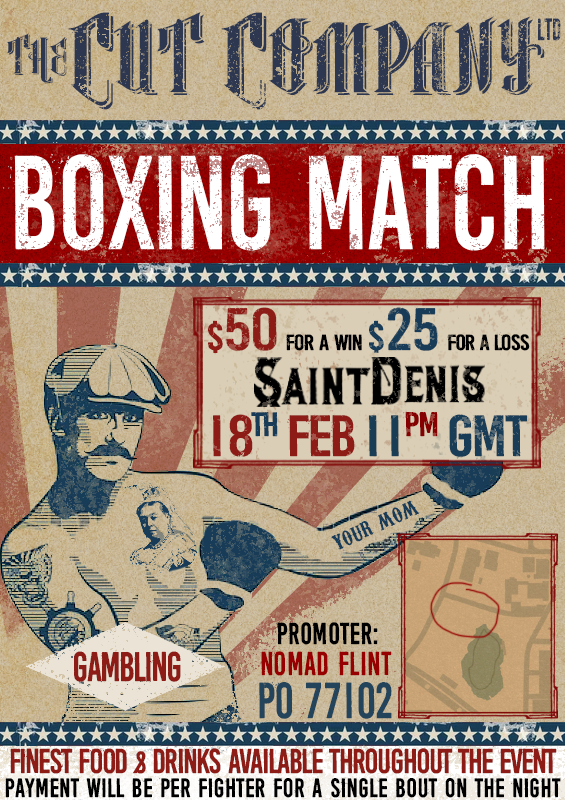 THE CUT COMPANY LTD
BOXING MATCH
$50 FOR A WIN $25 FOR A LOSS
SAINT DENIS
18TH FEB 11PM GMT
YOUR MOM
PROMOTER:
NOMAD FLINT
PO 77102
GAMBLING
FINEST FOOD & DRINKS AVAILABLE THROUGHOUT THE EVENT
PAYMENT WILL BE PER FIGHTER FOR A SINGLE BOUT ON THE NIGHT